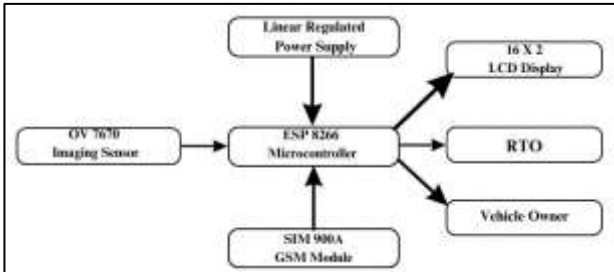 Linear Regulated
Power Supply
16 X 2
LCD Display
OV 7670
Imaging Sensor
ESP 8266
Microcontroller
RTO
Vehicle Owner
SIM 900A
GSM Module